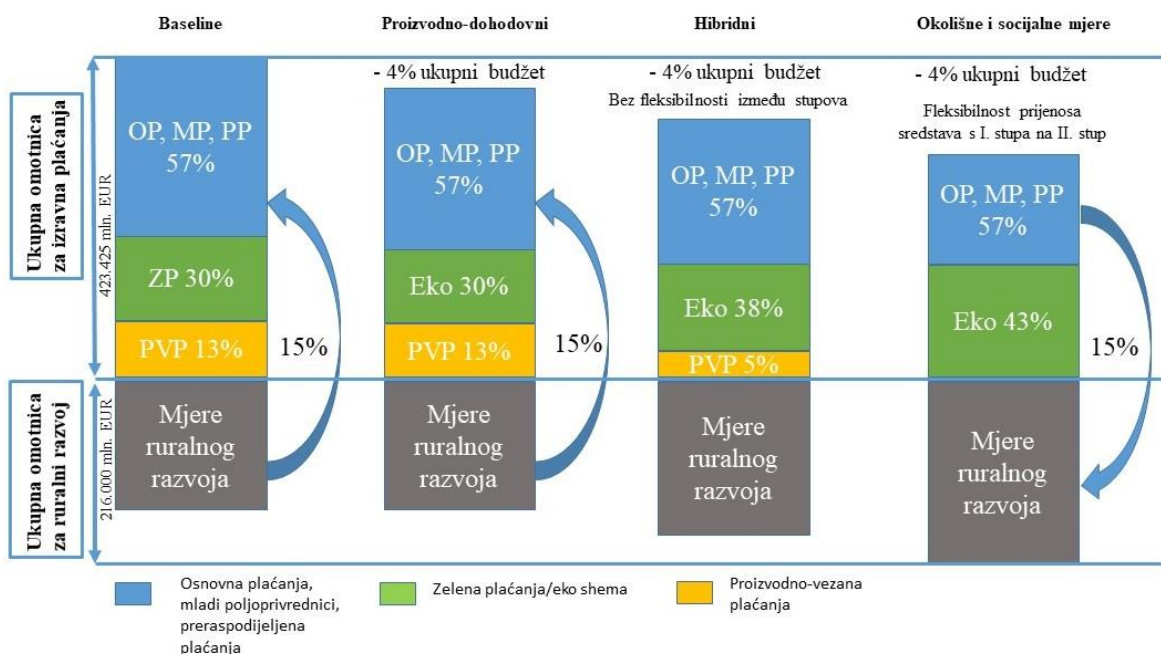 Baseline
Proizvodno-dohodovni
Hibridni
Okolišne i socijalne mjere
- 4% ukupni budžet
- 4% ukupni budžet
Bez fleksibilnosti između stupova
- 4% ukupni budžet
Fleksibilnost prijenosa
sredstava s I. stupa na II. stup
Ukupna omotnica
za izravna plaćanja
423.425 mln. EUR
OP, MP, PP
57%
ZP 30%
PVP 13%
15%
OP, MP, PP
57%
Eko 30%
PVP 13%
15%
OP, MP, PP
57%
Eko 38%
PVP 5%
OP, MP, PP
57%
Eko 43%
15%
Ukupna omotnica
za ruralni razvoj
216.000 mln. EUR
Mjere
ruralnog
razvoja
Mjere
ruralnog
razvoja
Mjere
ruralnog
razvoja
Mjere
ruralnog
razvoja
Osnovna plaćanja,
mladi poljoprivrednici,
preraspodijeljena
plaćanja
Zelena plaćanja/eko shema
Proizvodno-vezana
plaćanja